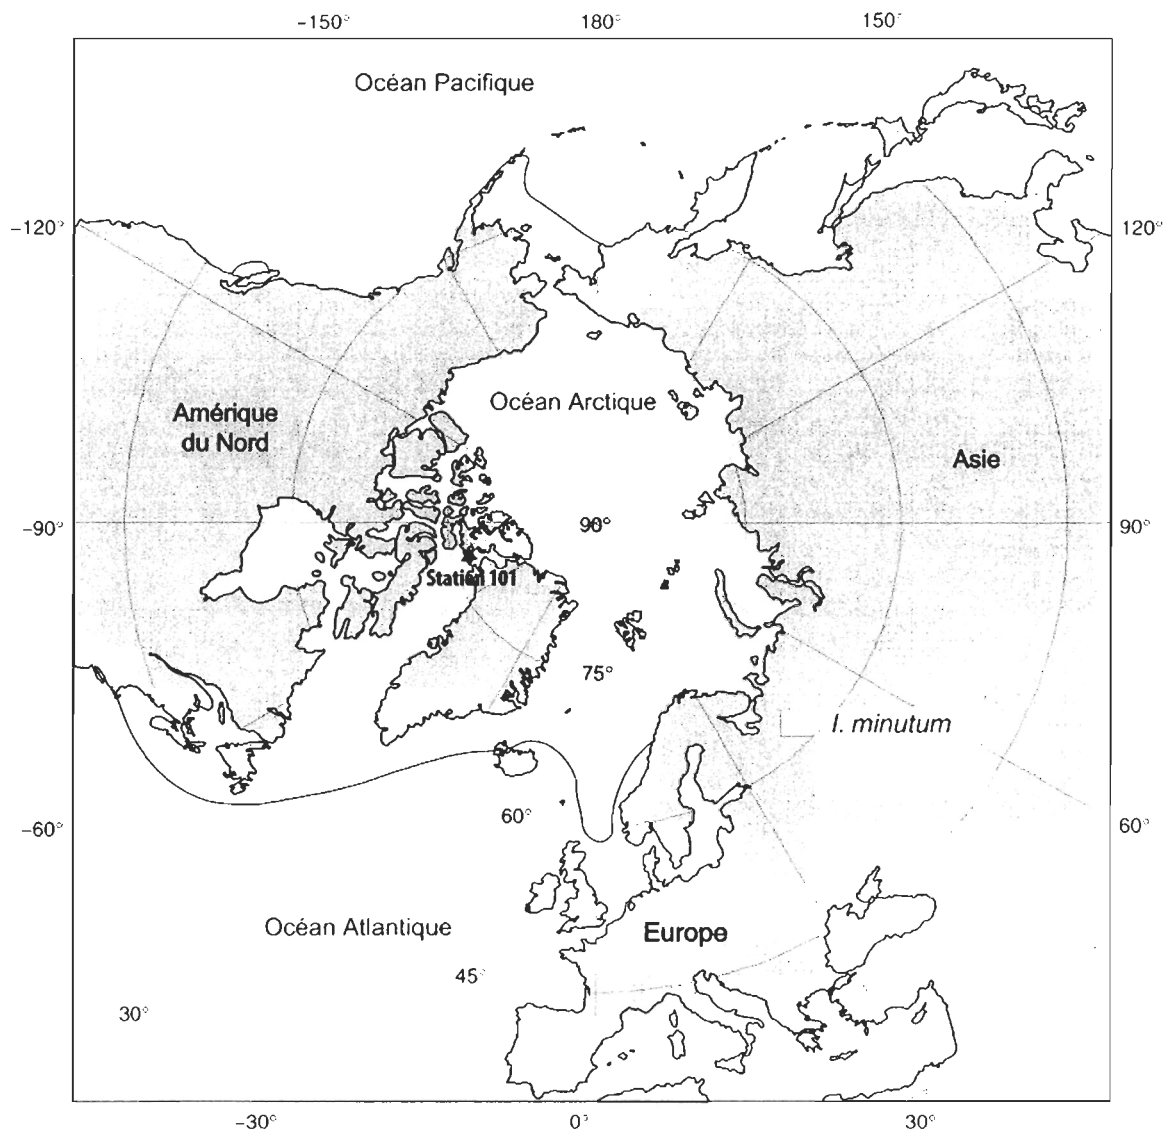 -150° 180° 150°
Océan Pacifique
-120° 120°
Océan Arctique
Amérique
du Nord
Asie
-90° 90° 90°
Station 101
75°
I. minutum
60°
-60° 60°
Océan Atlantique
Europe
45°
30°
-30° 0° 30°